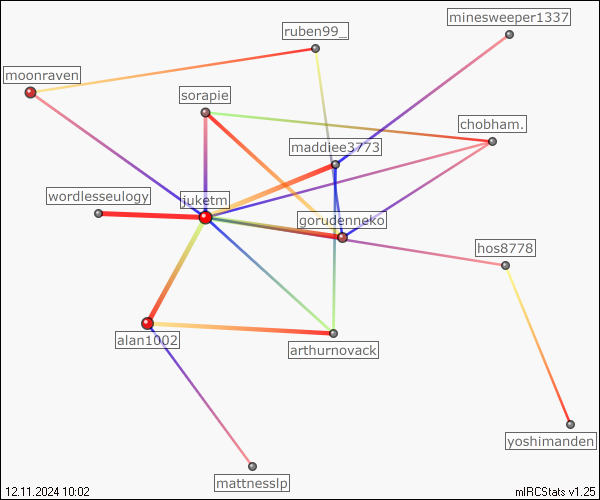 minesweeper1337
ruben99_
moonraven
sorapie
chobham.
maddiee3773
wordlesseulogy
juketm
gorudenneko
hos8778
alan1002
arthurnovack
yoshimanden
mattnesslp
12.11.2024 10:02
mIRCStats v1.25